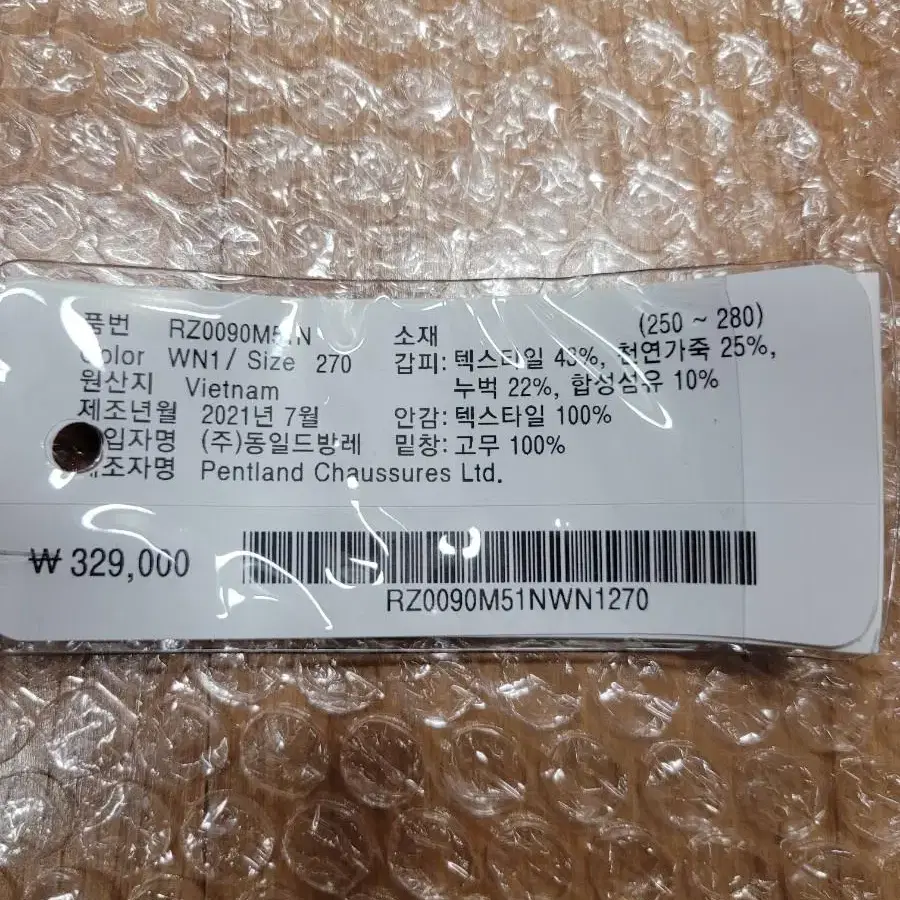 품번 RZ0090M51N
Color WN1/ Size 270
원산지 Vietnam
제조년월 2021년 7월
수입자명 (주)동일드방레
제조자명 Pentland Chaussures Ltd.
소재 (250 ~ 280)
갑피: 텍스타일 43%, 천연가죽 25%,
누벅 22%, 합성섬유 10%
안감: 텍스타일 100%
밑창: 고무 100%
₩ 329,000
RZ0090M51NWN1270